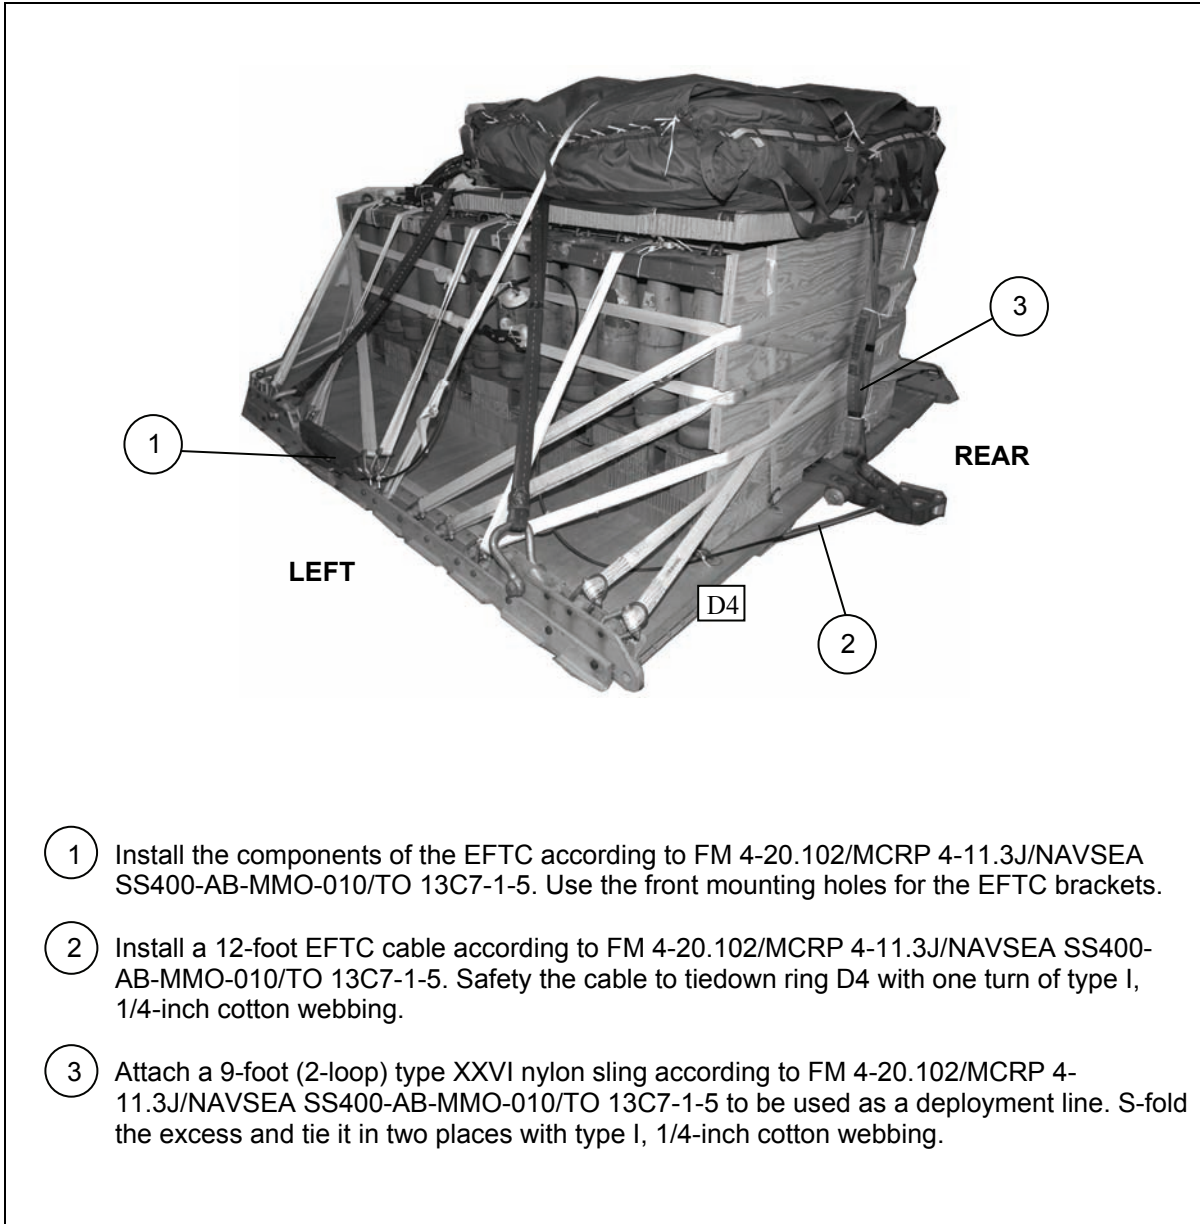 3
REAR
1
LEFT
D4
2
1 Install the components of the EFTC according to FM 4-20.102/MCRP 4-11.3J/NAVSEA
SS400-AB-MMO-010/TO 13C7-1-5. Use the front mounting holes for the EFTC brackets.
2 Install a 12-foot EFTC cable according to FM 4-20.102/MCRP 4-11.3J/NAVSEA SS400-
AB-MMO-010/TO 13C7-1-5. Safety the cable to tiedown ring D4 with one turn of type I,
1/4-inch cotton webbing.
3 Attach a 9-foot (2-loop) type XXVI nylon sling according to FM 4-20.102/MCRP 4-
11.3J/NAVSEA SS400-AB-MMO-010/TO 13C7-1-5 to be used as a deployment line. S-fold
the excess and tie it in two places with type I, 1/4-inch cotton webbing.